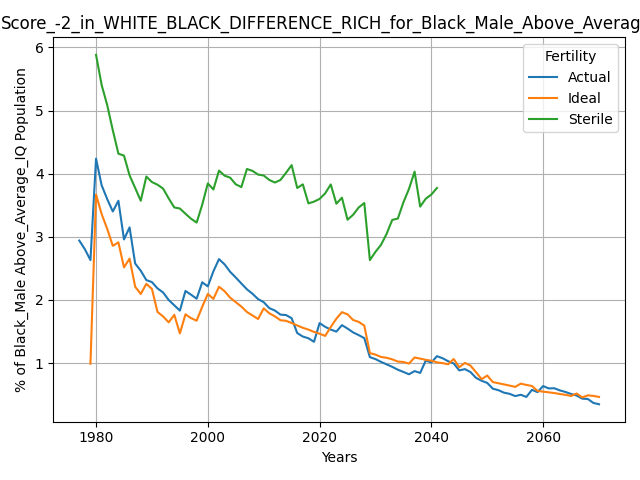 Score_-2_in_WHITE_BLACK_DIFFERENCE_RICH_for_Black_Male_Above_Averag
Fertility
Actual
Ideal
Sterile
% of Black_Male Above_Average_IQ Population
6
5
4
3
2
1
1980
2000
2020
2040
2060
Years